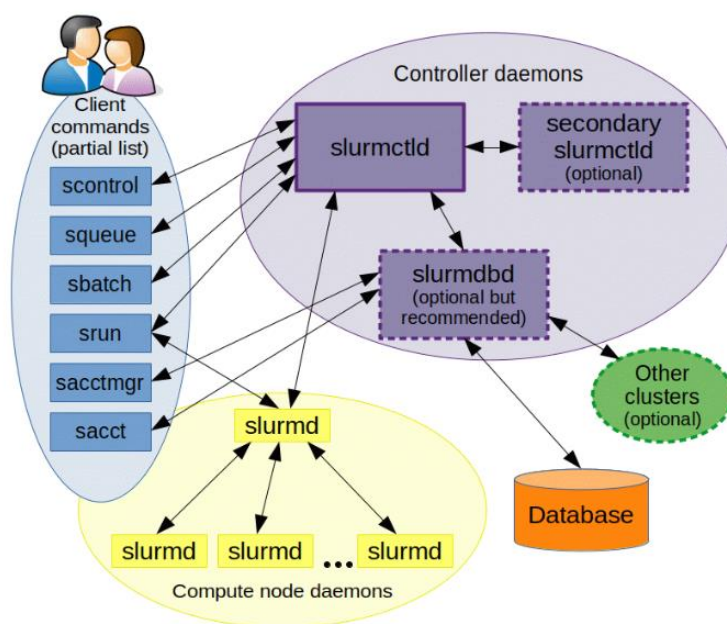 Client
commands
(partial list)
scontrol
squeue
sbatch
srun
sacctmgr
sacct
Controller daemons
slurmctld
secondary
slurmctld
(optional)
slurmdbd
(optional but
recommended)
Other
clusters
(optional)
Database
slurmd
slurmd
slurmd
...
slurmd
Compute node daemons